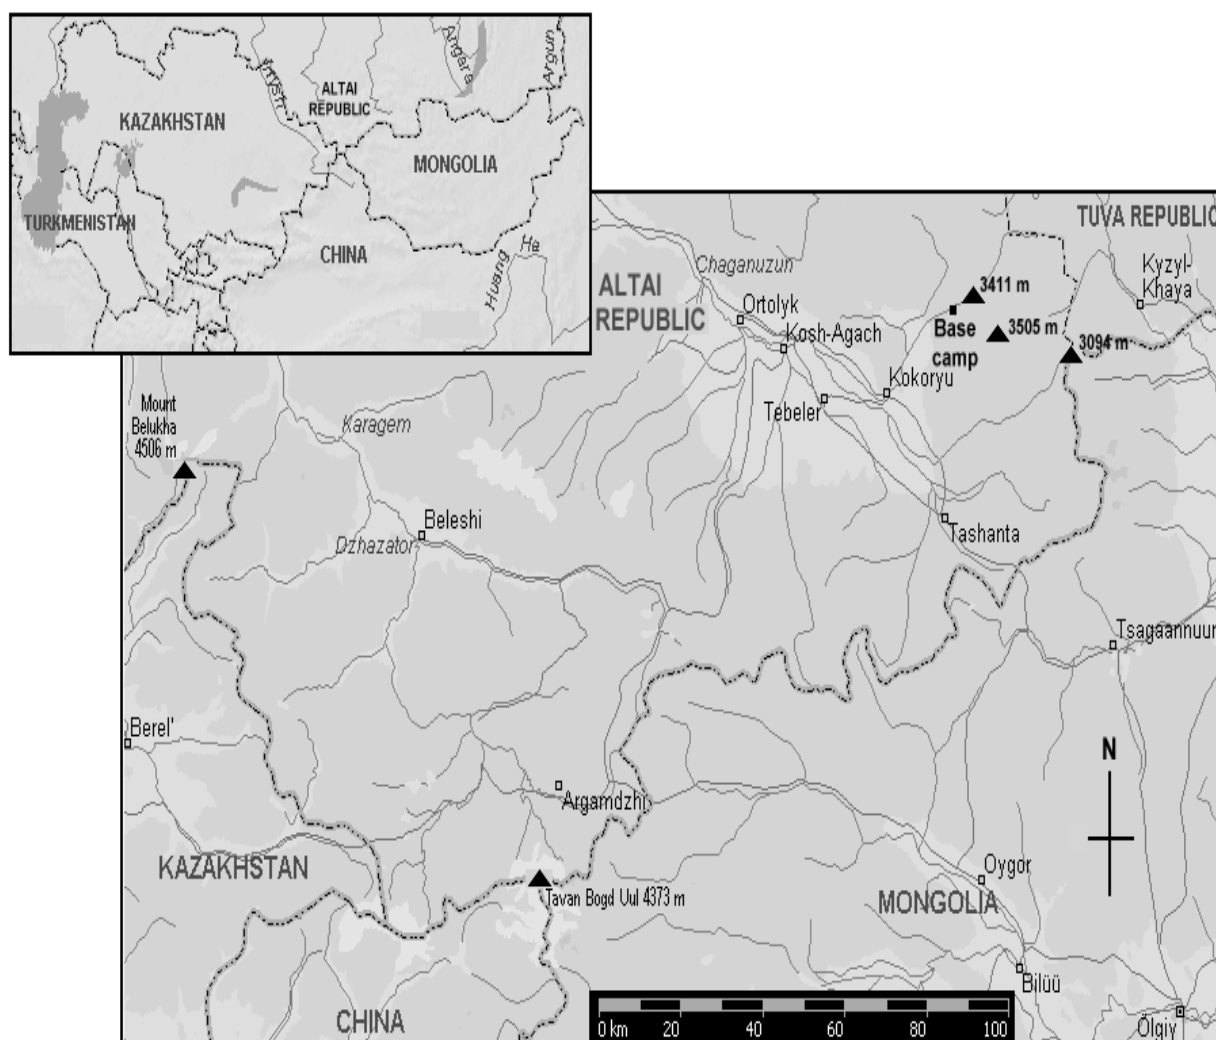 Irtysh
ALTAI
REPUBLIC
Angara
Argun
KAZAKHSTAN
MONGOLIA
TURKMENISTAN
CHINA
Huang
He
TUVA REPUBLIC
Chaganuzun
Kyzyl-
Khaya
ALTAI
REPUBLIC
Ortolyk
3411 m
Base
camp
3505 m
3094 m
Kosh-Agach
Kokoryu
Tebeler
Mount
Belukha
4506 m
Karagem
Beleshi
Dzhazator
Tashanta
Tsagaannuur
Berel'
Argamdzhi
N
KAZAKHSTAN
Tavan Bogd Uul 4373 m
Oygor
MONGOLIA
Bilüü
CHINA
0 km 20 40 60 80 100
Ölgiy